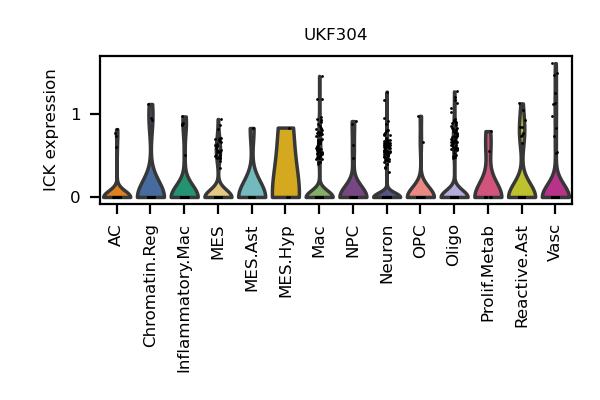 UKF304
ICK expression
1
0
AC
Chromatin.Reg
Inflammatory.Mac
MES
MES.Ast
MES.Hyp
Mac
NPC
Neuron
OPC
Oligo
Prolif.Metab
Reactive.Ast
Vasc